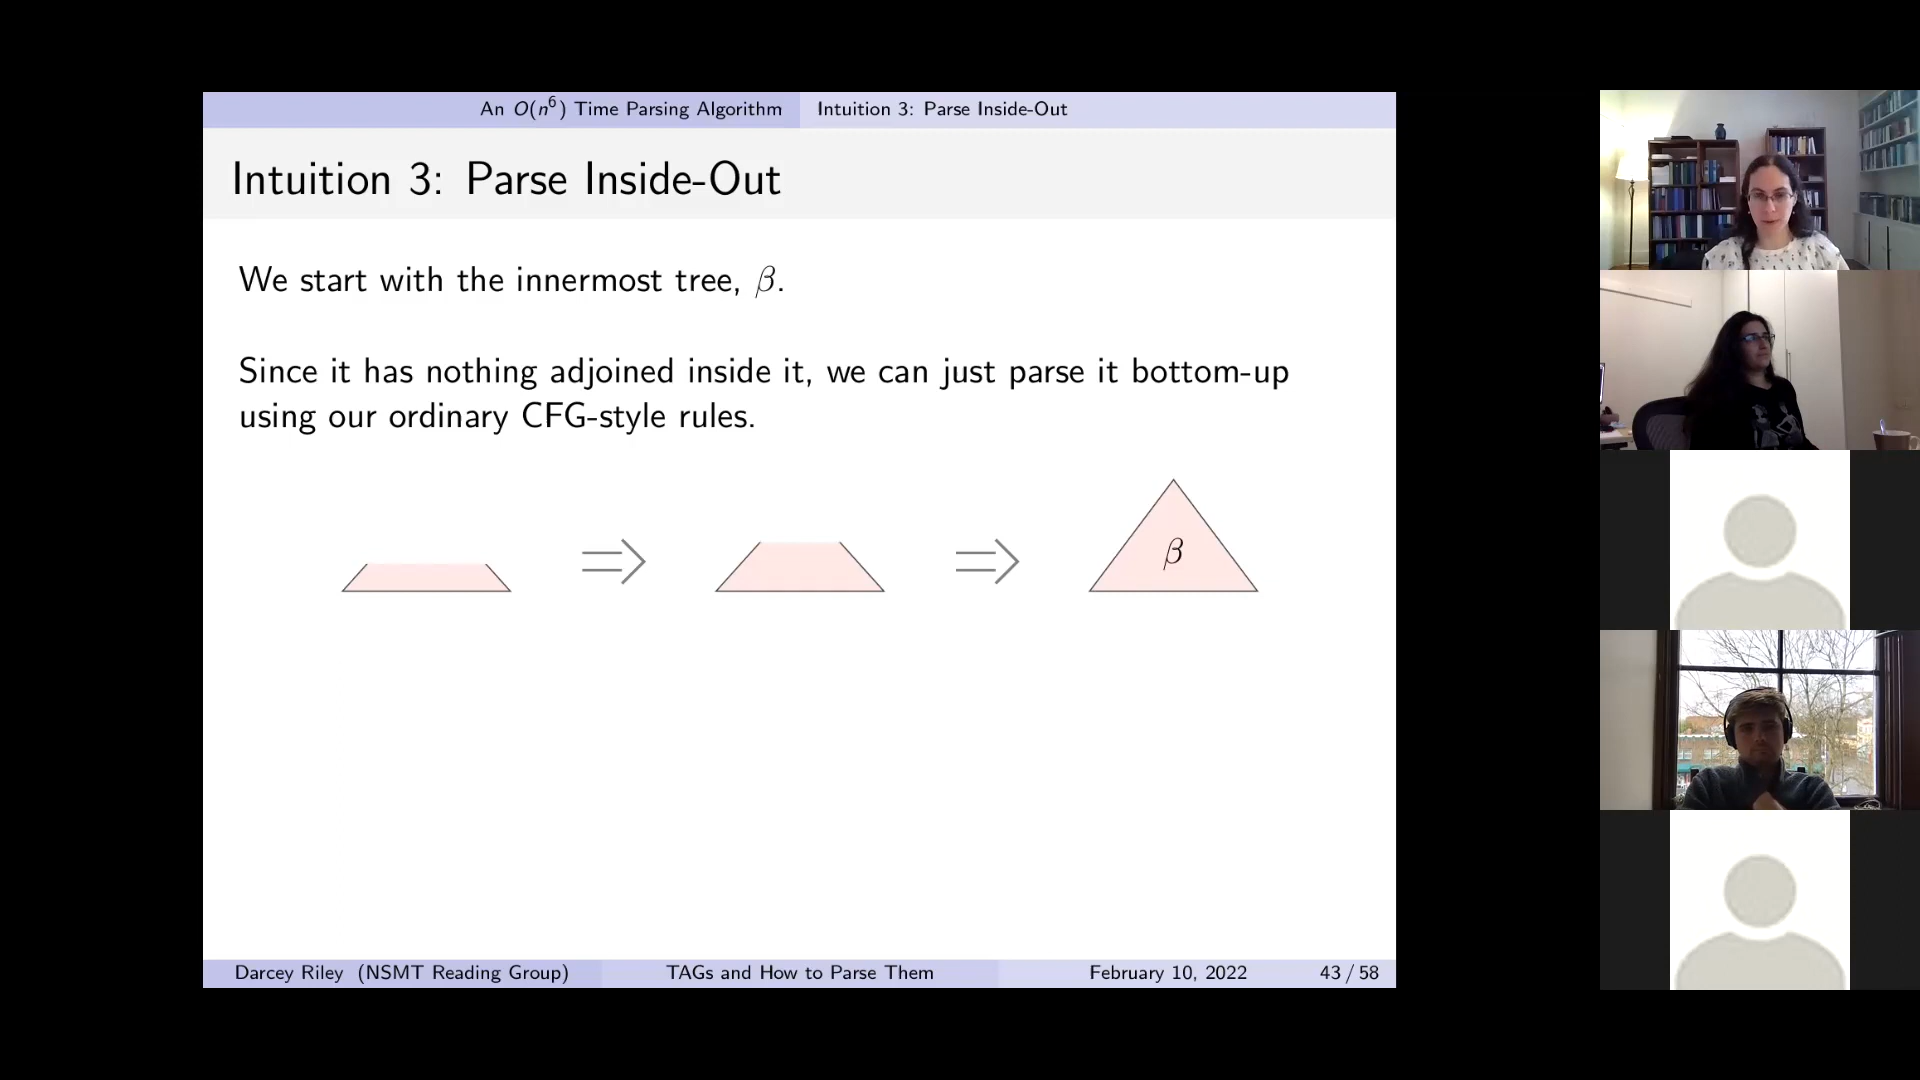 An O(n⁶) Time Parsing Algorithm
Intuition 3: Parse Inside-Out
Intuition 3: Parse Inside-Out
We start with the innermost tree, β.
Since it has nothing adjoined inside it, we can just parse it bottom-up
using our ordinary CFG-style rules.
⇒ ⇒ β
Darcey Riley (NSMT Reading Group)
TAGs and How to Parse Them
February 10, 2022
43 / 58